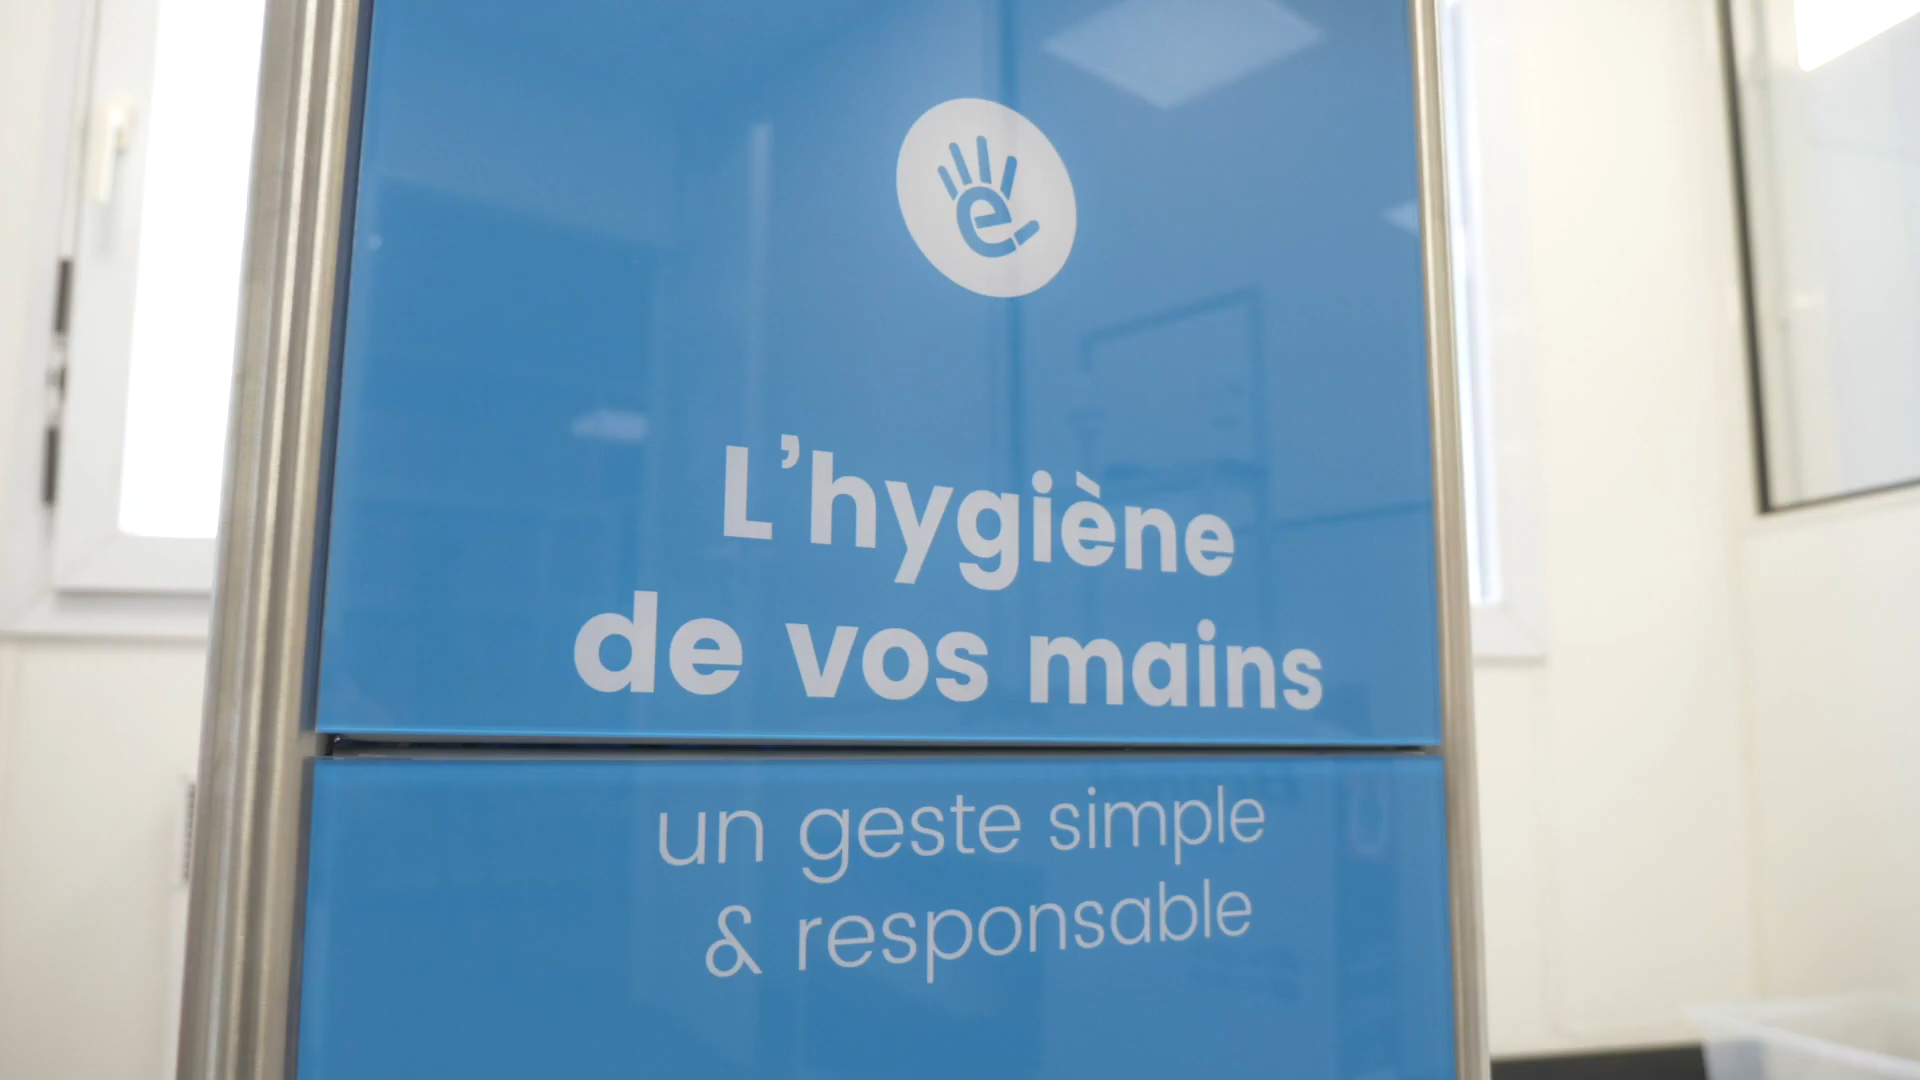 e
L'hygiène
de vos mains
un geste simple
& responsable